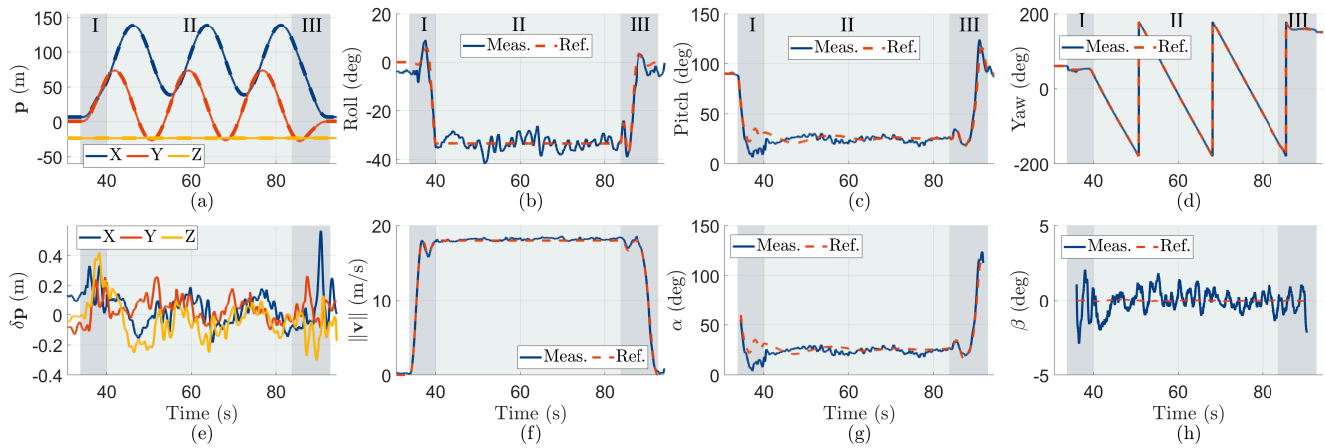 I II III
150
100
50
0
-50
p (m)
X Y Z
40 60 80
(a)
I II III
20
0
-20
-40
Roll (deg)
Meas. Ref.
40 60 80
(b)
I II III
150
100
50
0
Pitch (deg)
Meas. Ref.
40 60 80
(c)
I II III
200
0
-200
Yaw (deg)
Meas. Ref.
40 60 80
(d)
X Y Z
0.4
0.2
0
-0.2
-0.4
δp (m)
40 60 80
Time (s)
(e)
20
10
0
||v|| (m/s)
Meas. Ref.
40 60 80
Time (s)
(f)
150
100
50
0
α (deg)
Meas. Ref.
40 60 80
Time (s)
(g)
5
0
-5
β (deg)
Meas. Ref.
40 60 80
Time (s)
(h)